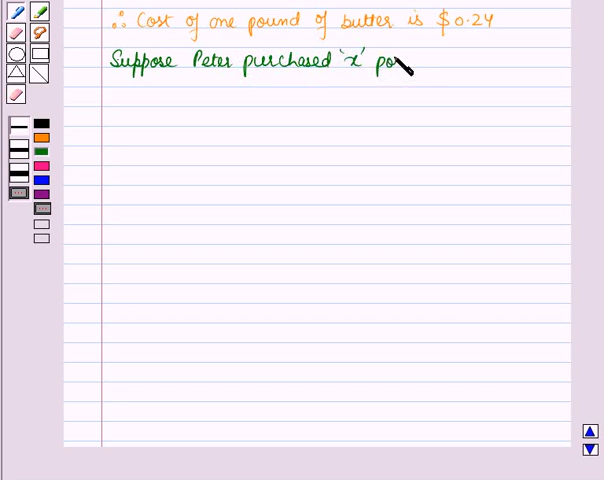 ∴ Cost of one pound of butter is $0.24
Suppose Peter purchased 'x' po